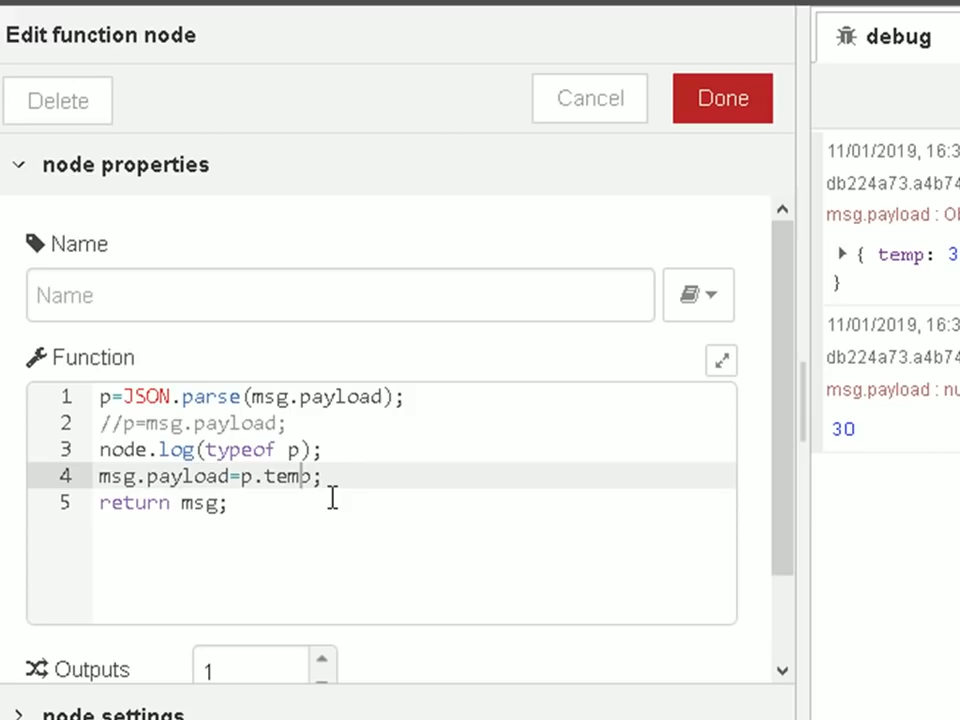 Edit function node
debug
Delete
Cancel
Done
node properties
11/01/2019, 16:3
db224a73.a4b74
msg.payload : Ob
{ temp: 3
}
Name
Name
11/01/2019, 16:3
db224a73.a4b74
msg.payload : nu
30
Function
1 p=JSON.parse(msg.payload);
2 //p=msg.payload;
3 node.log(typeof p);
4 msg.payload=p.temp;
5 return msg;
Outputs
1
node settings